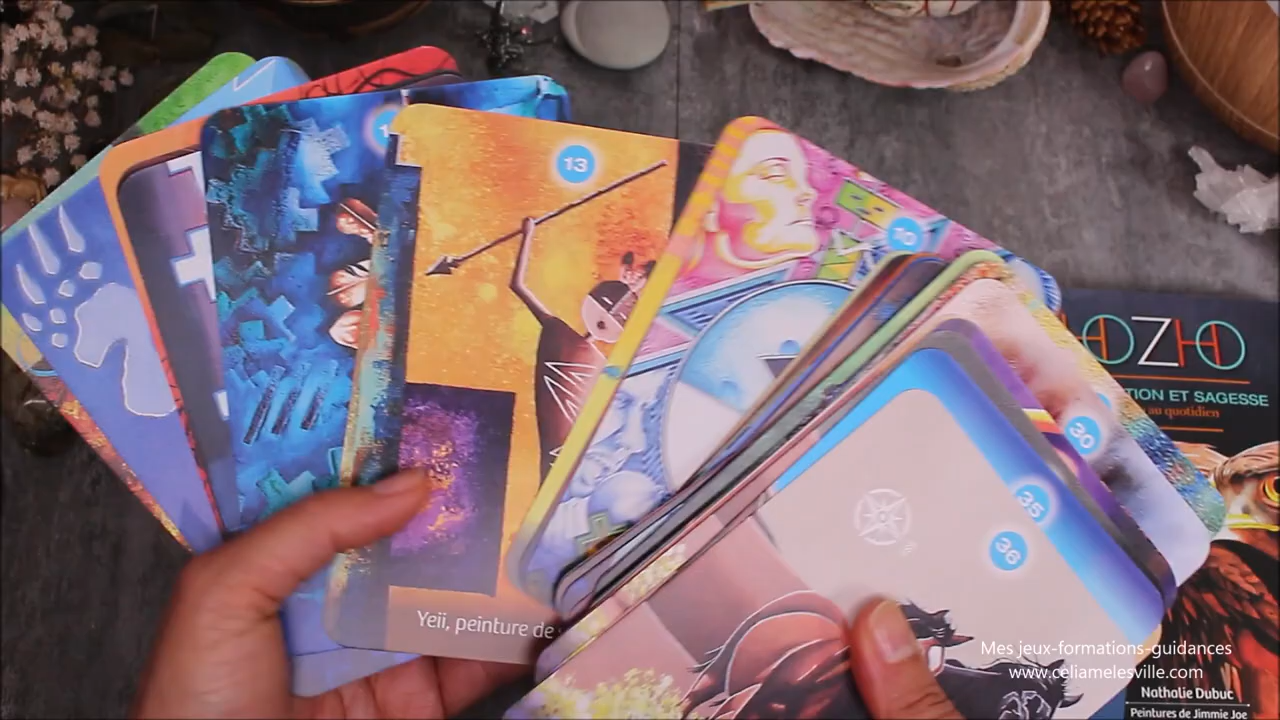 13
10
30
35
36
Yeii, peinture de
HOZHO
TION ET SAGESSE
au quotidien
Mes jeux-formations-guidances
www.celiamelesville.com
Nathalie Dubuc
Peintures de Jimmie Joe